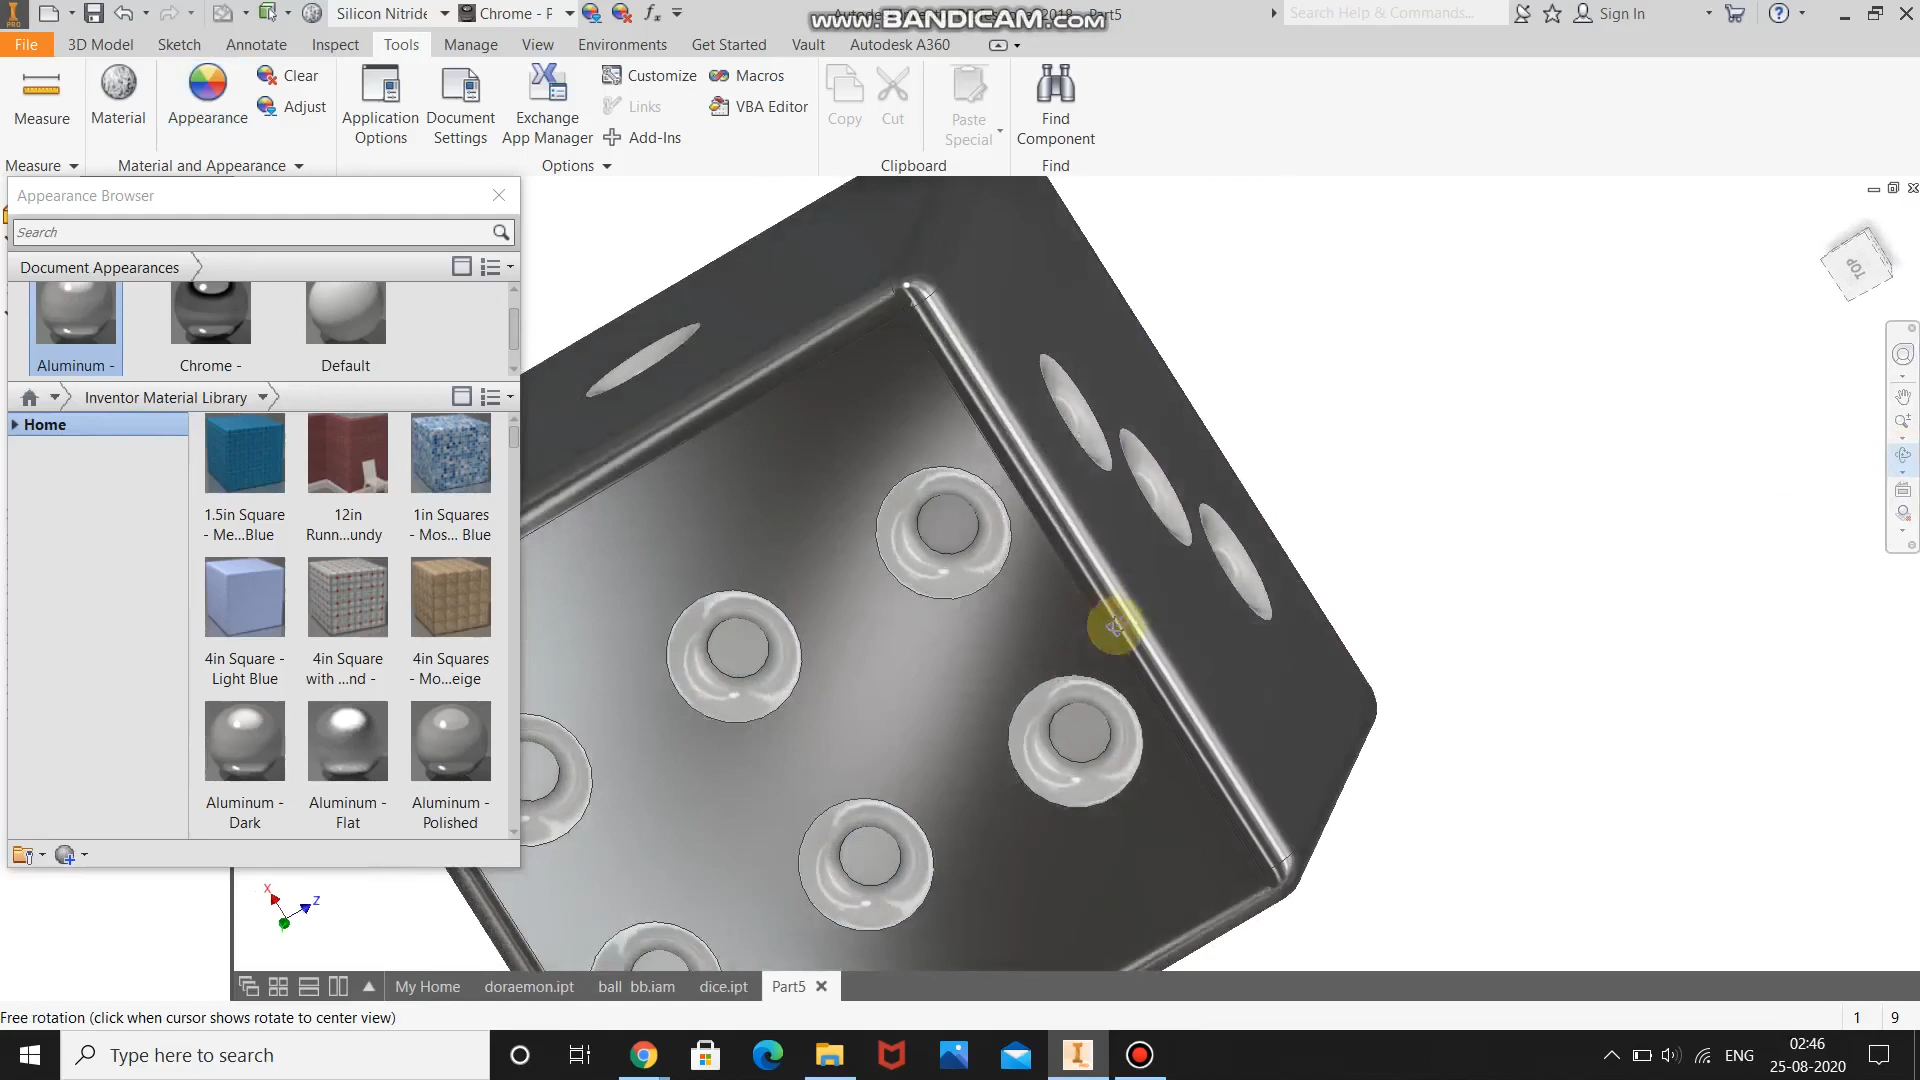 PRO
Silicon Nitride
Chrome - F
fx
www.BANDICAM.com
2018
Part5
Search Help & Commands...
Sign In
File
3D Model
Sketch
Annotate
Inspect
Tools
Manage
View
Environments
Get Started
Vault
Autodesk A360
Measure
Material
Appearance
Clear
Adjust
Application
Options
Document
Settings
Exchange
App Manager
Customize
Links
Add-Ins
Macros
VBA Editor
Copy
Cut
Paste
Special
Find
Component
Measure
Material and Appearance
Options
Clipboard
Find
Appearance Browser
Search
Document Appearances
Aluminum -
Chrome -
Default
Inventor Material Library
Home
1.5in Square
- Me...Blue
12in
Runn...undy
1in Squares
- Mos... Blue
4in Square -
Light Blue
4in Square
with ...nd -
4in Squares
- Mo...eige
Aluminum -
Dark
Aluminum -
Flat
Aluminum -
Polished
TOP
X
Z
My Home
doraemon.ipt
ball bb.iam
dice.ipt
Part5
Free rotation (click when cursor shows rotate to center view)
1
9
Type here to search
ENG
02:46
25-08-2020